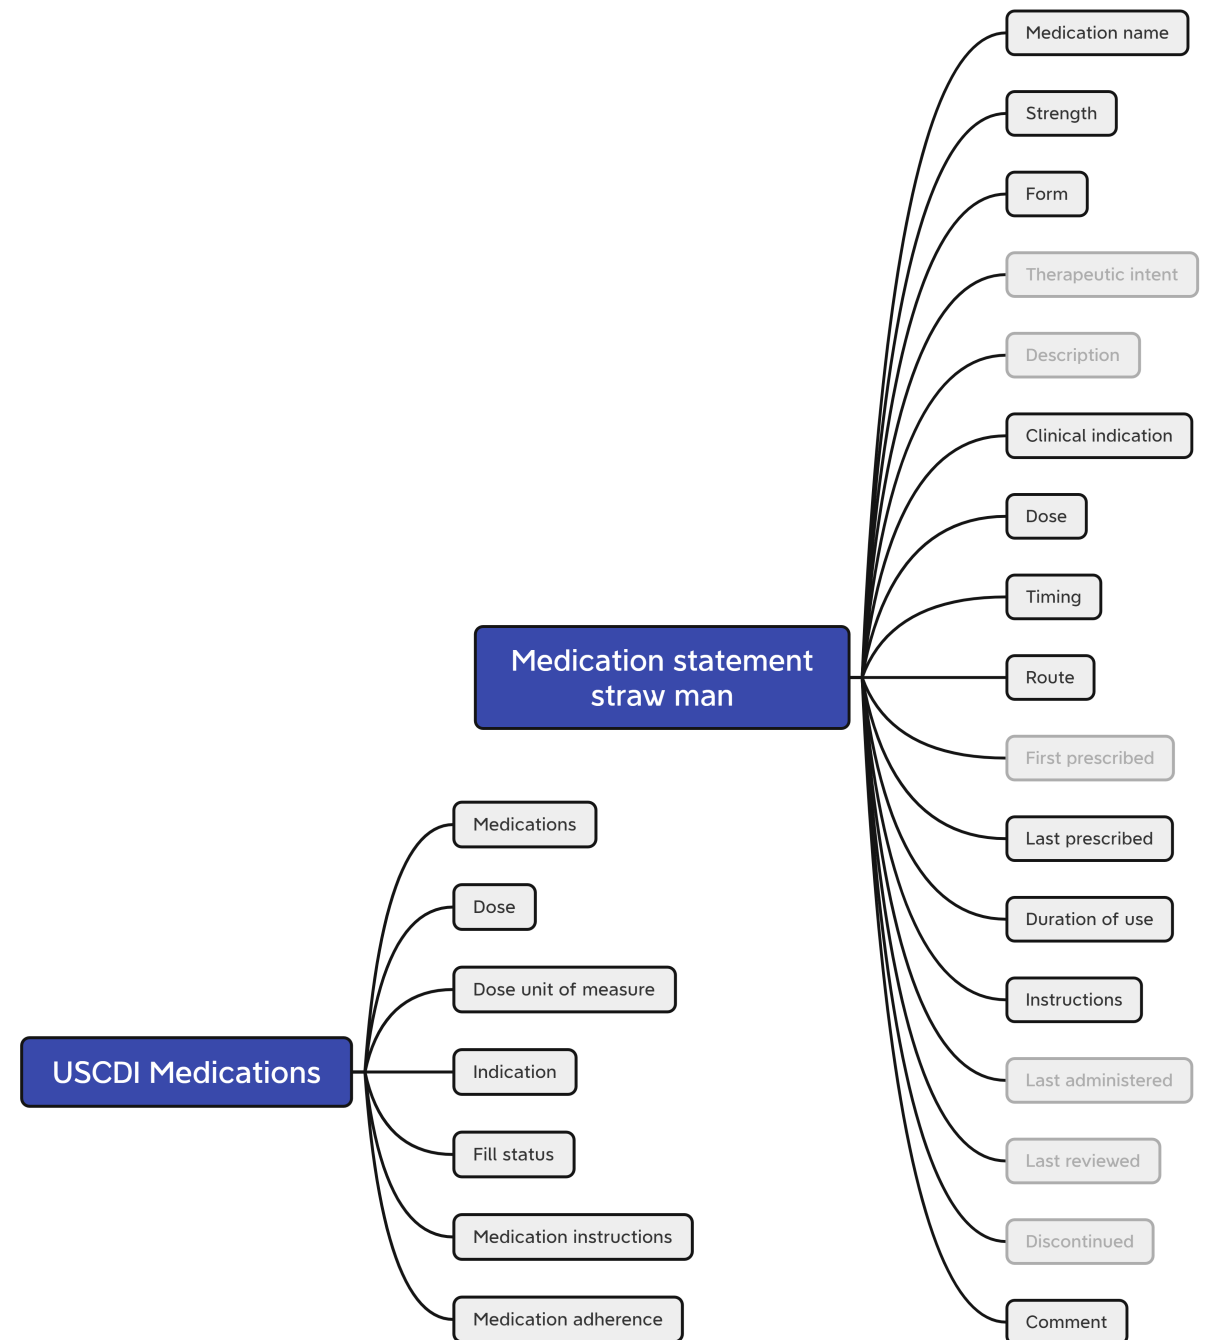 Medication name
Strength
Form
Therapeutic intent
Description
Clinical indication
Dose
Timing
Medication statement
straw man
Route
First prescribed
Last prescribed
Duration of use
Instructions
Last administered
Last reviewed
Discontinued
Comment
USCDI Medications
Medications
Dose
Dose unit of measure
Indication
Fill status
Medication instructions
Medication adherence